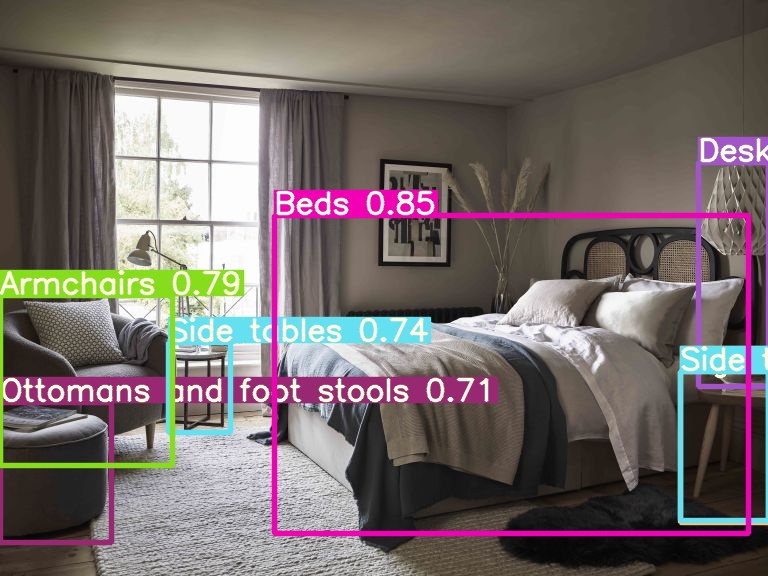 Desk
Beds 0.85
Armchairs 0.79
Side tables 0.74
Side t
Ottomans and foot stools 0.71